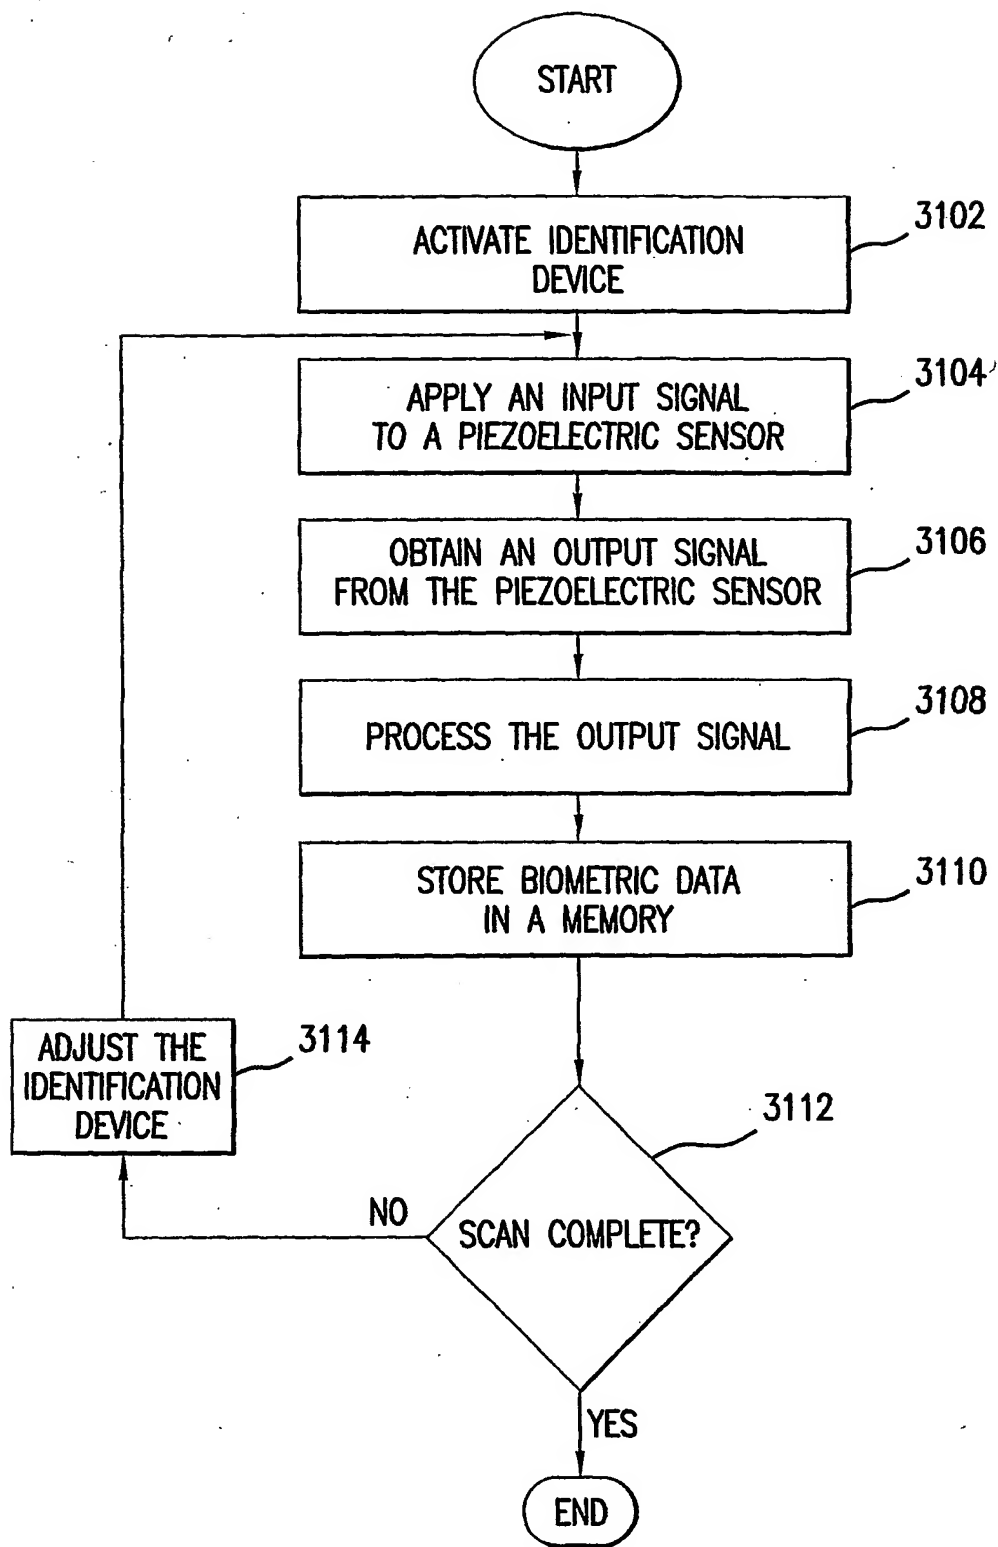 START
3102
ACTIVATE IDENTIFICATION
DEVICE
3104
APPLY AN INPUT SIGNAL
TO A PIEZOELECTRIC SENSOR
3106
OBTAIN AN OUTPUT SIGNAL
FROM THE PIEZOELECTRIC SENSOR
3108
PROCESS THE OUTPUT SIGNAL
3110
STORE BIOMETRIC DATA
IN A MEMORY
3114
ADJUST THE
IDENTIFICATION
DEVICE
3112
NO
SCAN COMPLETE?
YES
END